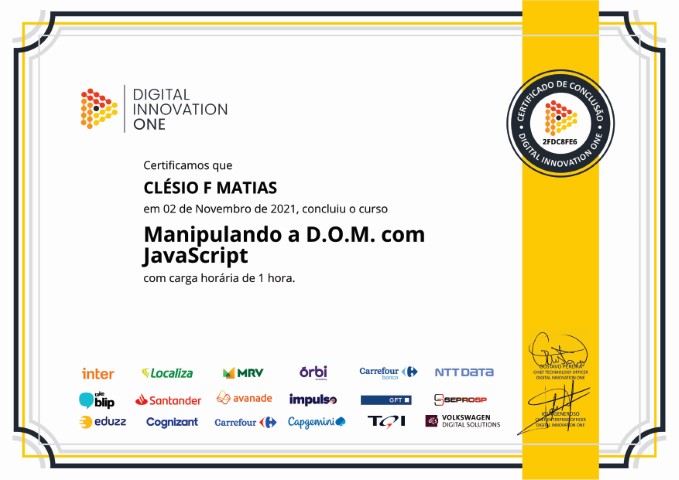 DIGITAL
INNOVATION
ONE
CERTIFICADO DE CONCLUSÃO
2FDC8FE6
DIGITAL INNOVATION ONE
Certificamos que
CLÉSIO F MATIAS
em 02 de Novembro de 2021, concluiu o curso
Manipulando a D.O.M. com
JavaScript
com carga horária de 1 hora.
inter Localiza MRV órbi Carrefour banco NTT DATA
take blip Santander avanade impulso GFT SEPROSP
eduzz Cognizant Carrefour Capgemini TQI VOLKSWAGEN
DIGITAL SOLUTIONS
GUSTAVO PEREIRA
CHIEF TECHNOLOGY OFFICER
DIGITAL INNOVATION ONE
DIGITAL INNOVATION ONE